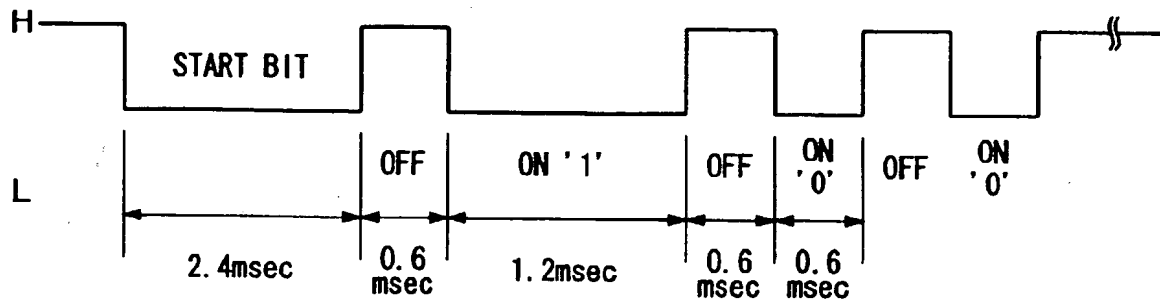 H
START BIT
L
OFF
ON '1'
OFF
ON
'0'
OFF
ON
'0'
2.4msec
0.6
msec
1.2msec
0.6
msec
0.6
msec